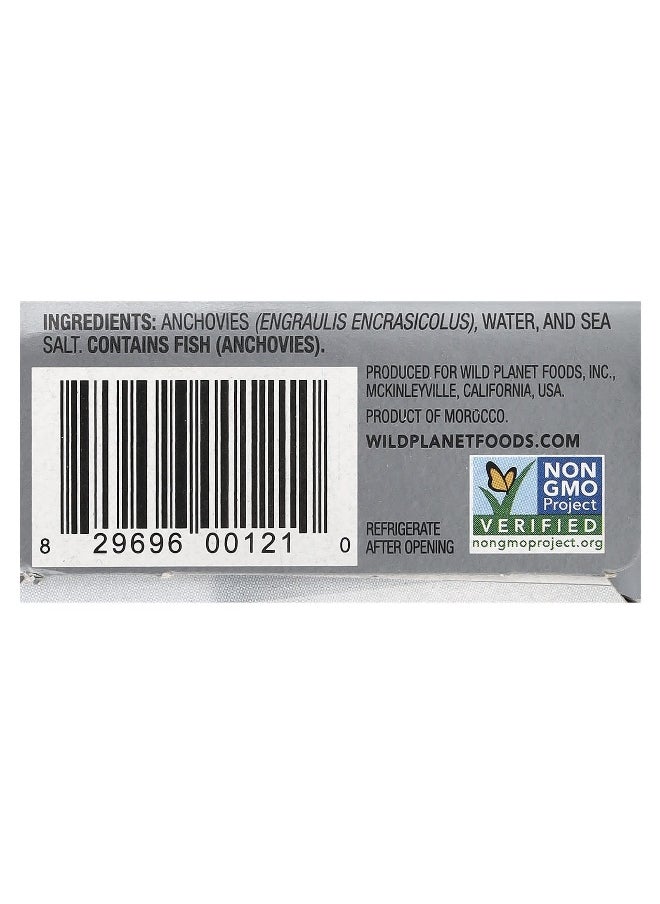 INGREDIENTS: ANCHOVIES (ENGRAULIS ENCRASICOLUS), WATER, AND SEA
SALT. CONTAINS FISH (ANCHOVIES).
PRODUCED FOR WILD PLANET FOODS, INC.,
MCKINLEYVILLE, CALIFORNIA, USA.
PRODUCT OF MOROCCO.
WILDPLANETFOODS.COM
NON
GMO
Project
VERIFIED
nongmoproject.org
REFRIGERATE
AFTER OPENING
8 29696 00121 0